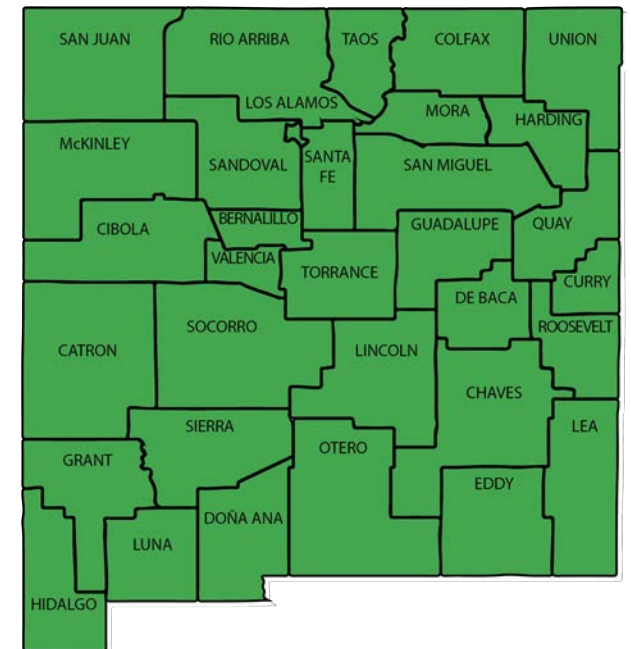 SAN JUAN
RIO ARRIBA
TAOS
COLFAX
UNION
LOS ALAMOS
MORA
HARDING
McKINLEY
SANDOVAL
SANTA
FE
SAN MIGUEL
CIBOLA
BERNALILLO
GUADALUPE
QUAY
VALENCIA
TORRANCE
CURRY
DE BACA
SOCORRO
ROOSEVELT
CATRON
LINCOLN
CHAVES
SIERRA
LEA
OTERO
GRANT
EDDY
DOÑA ANA
LUNA
HIDALGO